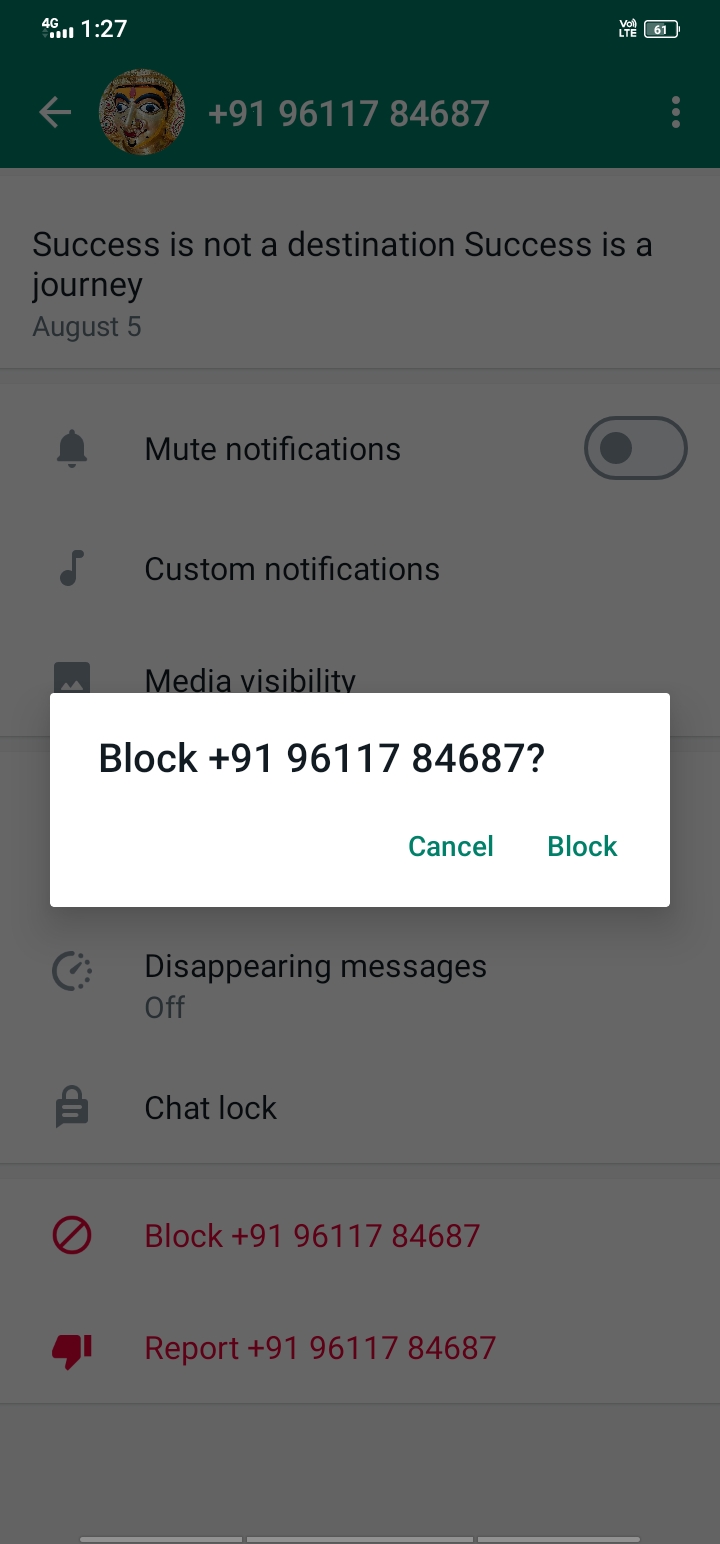 4G 1:27 Vo) LTE 61
+91 96117 84687
Success is not a destination Success is a
journey
August 5
Mute notifications
Custom notifications
Media visibility
Block +91 96117 84687?
Cancel Block
Disappearing messages
Off
Chat lock
Block +91 96117 84687
Report +91 96117 84687